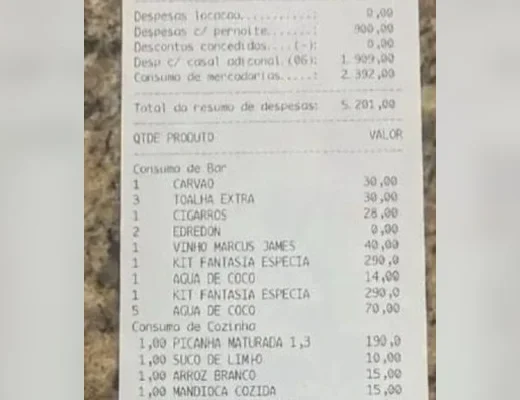 Despesas locacao...........: 0,00
Despesas c/ pernoite.......: 900,00
Descontos concedidos....(-): 0,00
Desp c/ casal adicional.(06): 1.909,00
Consumo de mercadorias.....: 2.392,00
Total do resumo de despesas: 5.201,00
QTDE PRODUTO VALOR
Consumo de Bar
1 CARVAO 30,00
3 TOALHA EXTRA 30,00
1 CIGARROS 28,00
2 EDREDON 0,00
1 VINHO MARCUS JAMES 40,00
1 KIT FANTASIA ESPECIA 290,0
1 AGUA DE COCO 14,00
1 KIT FANTASIA ESPECIA 290,0
5 AGUA DE COCO 70,00
Consumo de Cozinha
1,00 PICANHA MATURADA 1,3 190,0
1,00 SUCO DE LIMHO 10,00
1,00 ARROZ BRANCO 15,00
1,00 MANDIOCA COZIDA 15,00